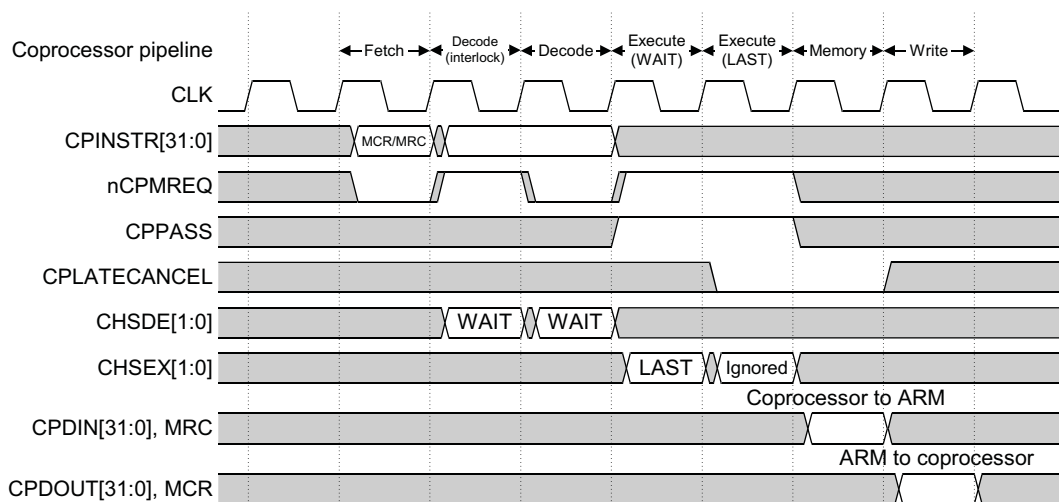 Coprocessor pipeline
Fetch
Decode
(interlock)
Decode
Execute
(WAIT)
Execute
(LAST)
Memory
Write
CLK
CPINSTR[31:0]
MCR/MRC
nCPMREQ
CPPASS
CPLATECANCEL
CHSDE[1:0]
WAIT
WAIT
CHSEX[1:0]
LAST
Ignored
Coprocessor to ARM
CPDIN[31:0], MRC
ARM to coprocessor
CPDOUT[31:0], MCR